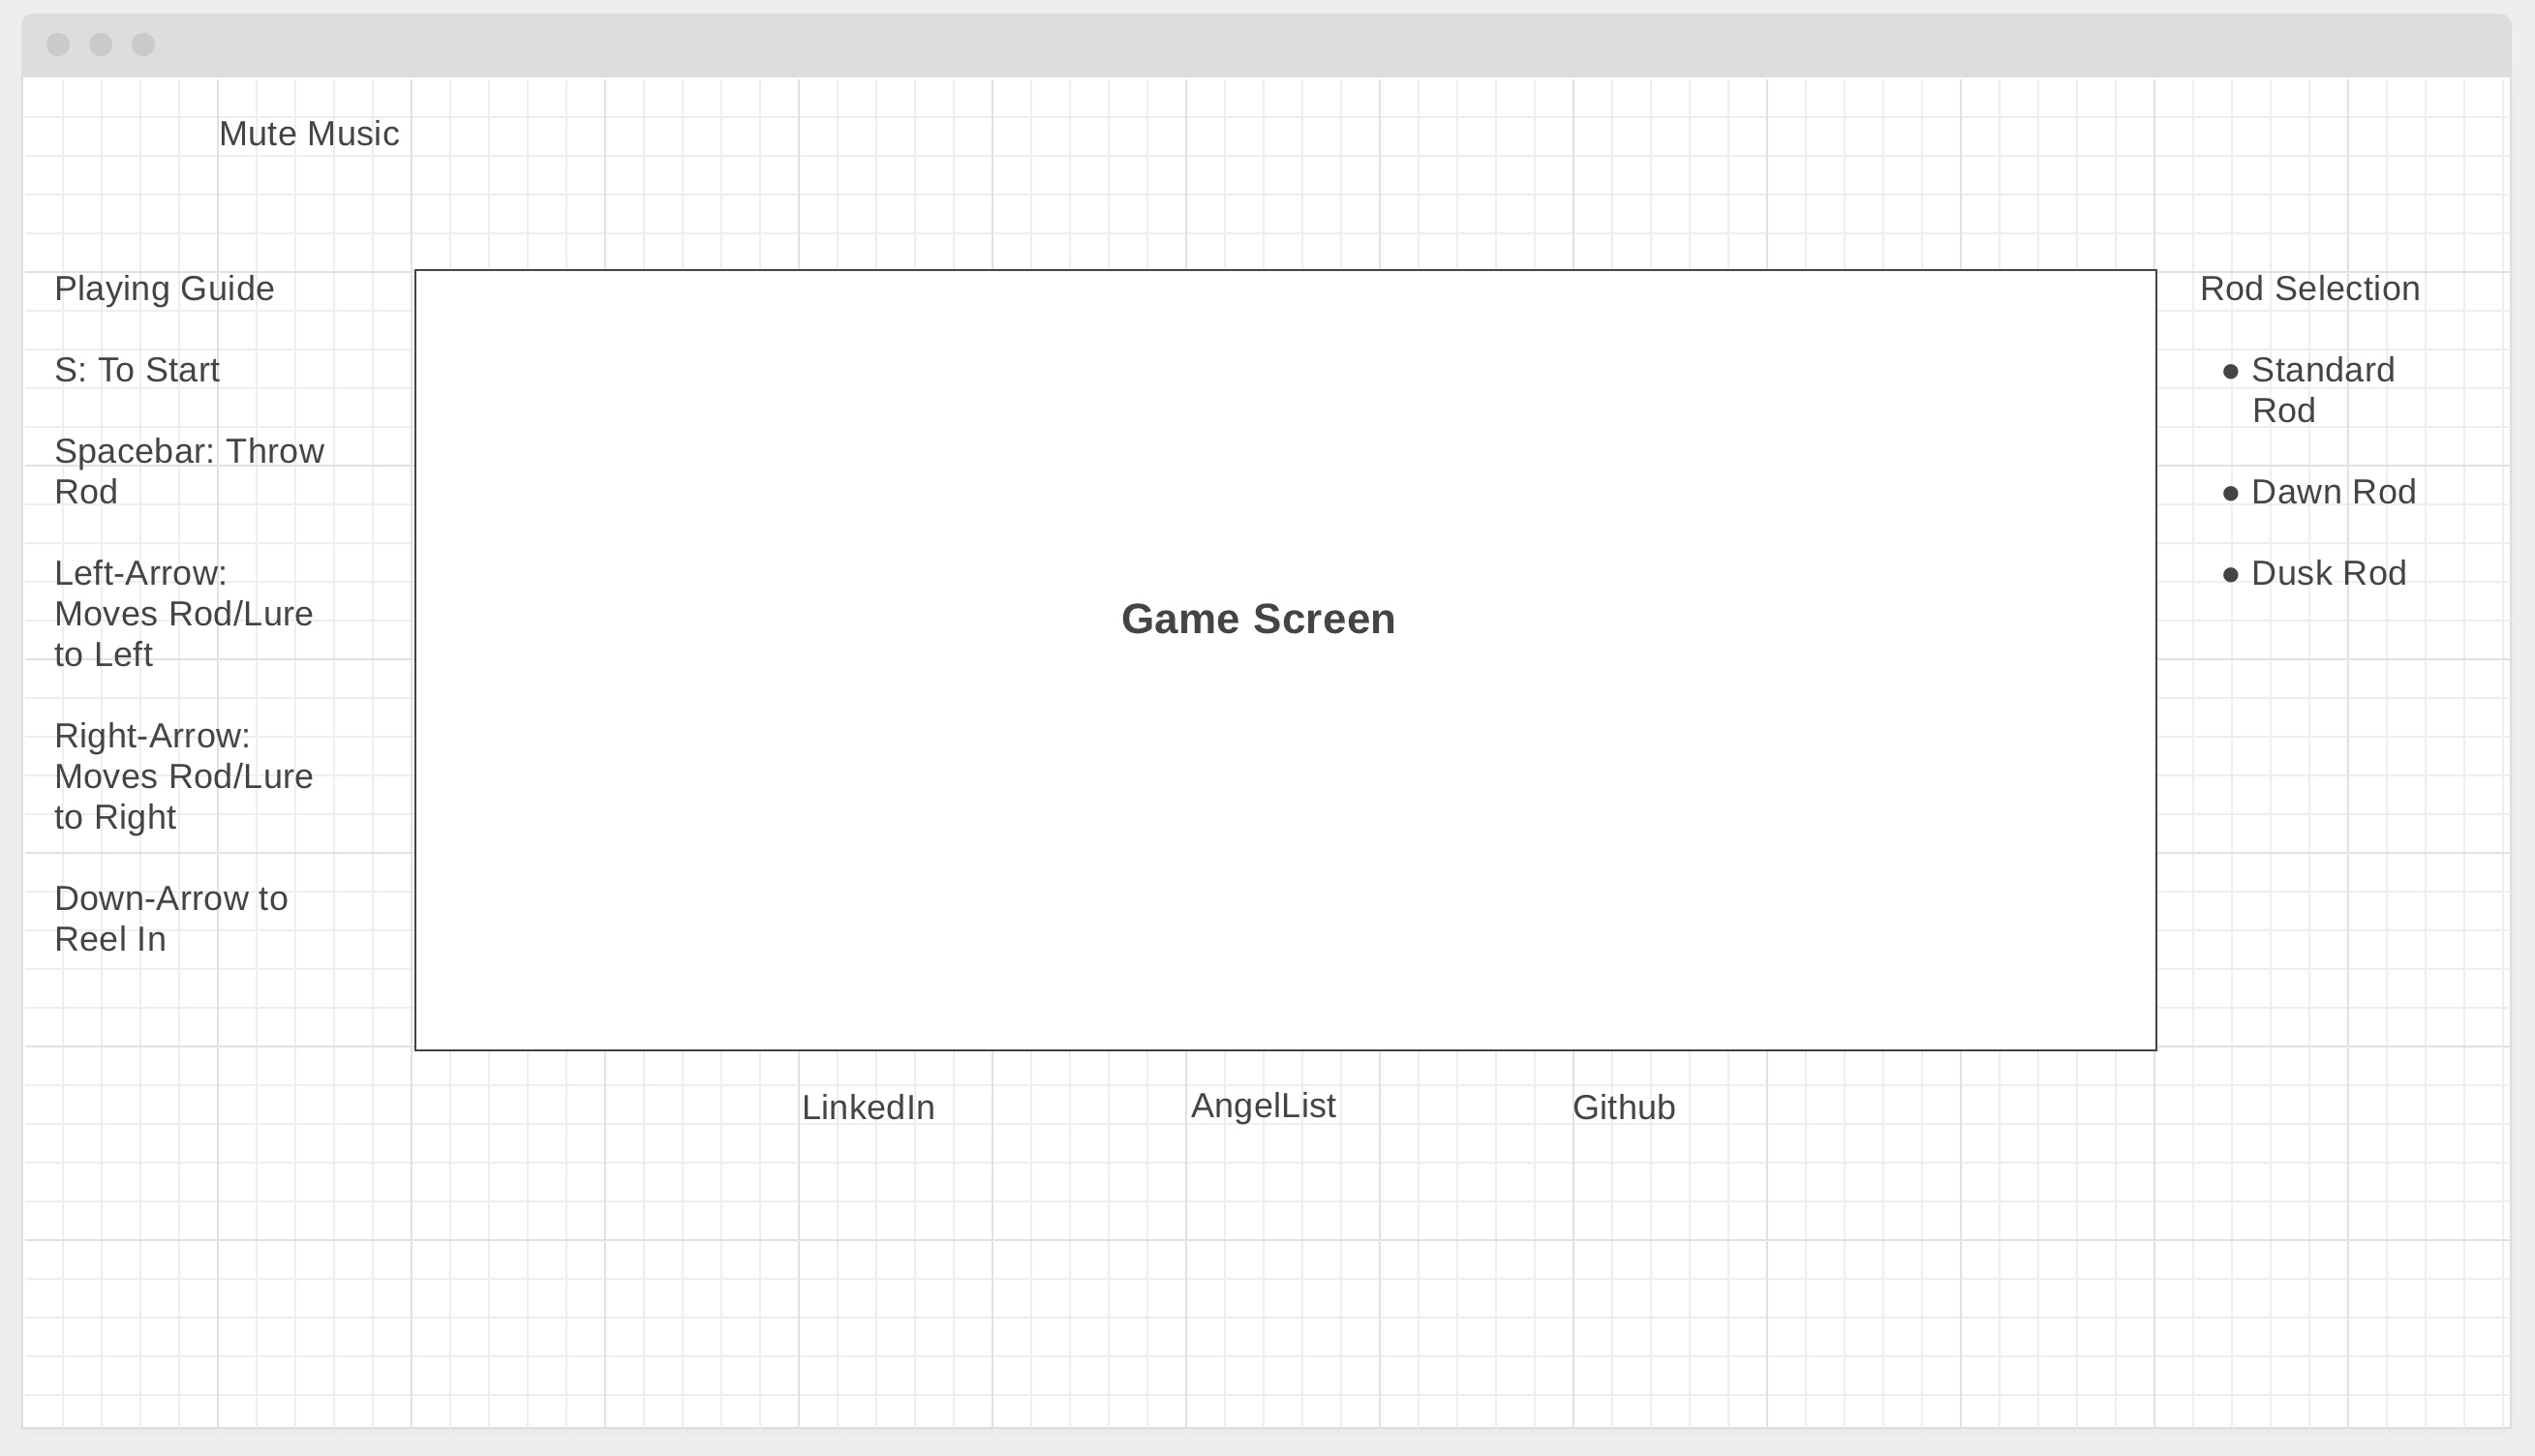 Mute Music
Playing Guide
S: To Start
Spacebar: Throw
Rod
Left-Arrow:
Moves Rod/Lure
to Left
Right-Arrow:
Moves Rod/Lure
to Right
Down-Arrow to
Reel In
Game Screen
Rod Selection
● Standard
Rod
● Dawn Rod
● Dusk Rod
LinkedIn
AngelList
Github